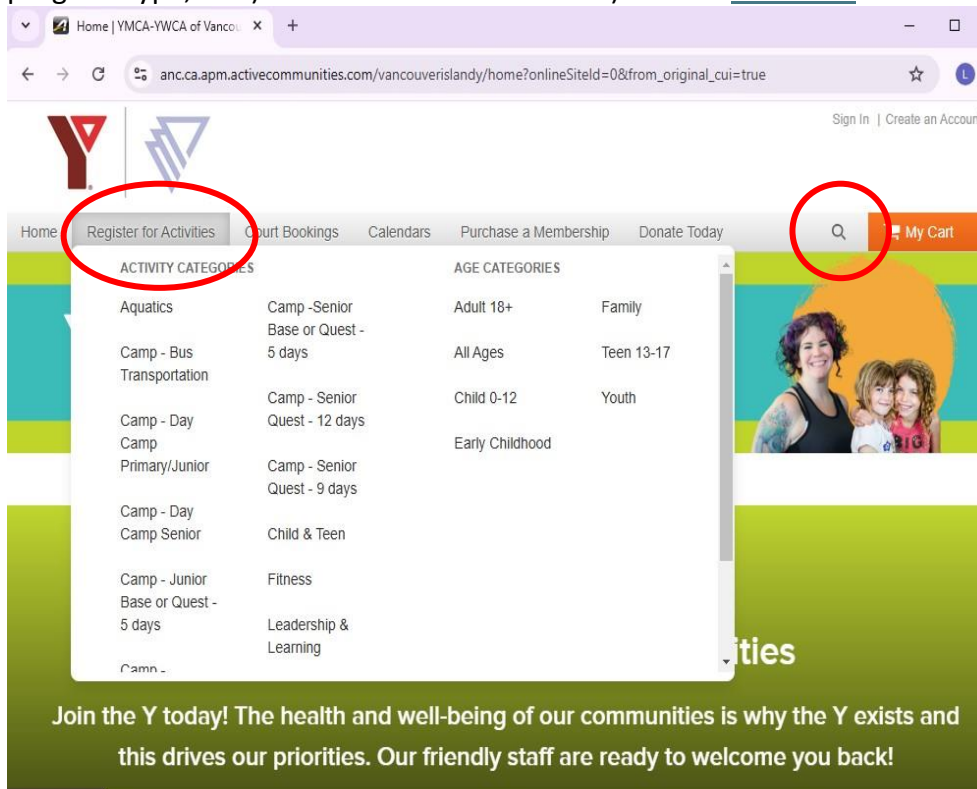 Home | YMCA-YWCA of Vancou
anc.ca.apm.activecommunities.com/vancouverislandy/home?onlineSiteId=0&from_original_cui=true
L
Sign In | Create an Accoun
Y
Home Register for Activities Court Bookings Calendars Purchase a Membership Donate Today My Cart
ACTIVITY CATEGORIES
Aquatics
Camp - Bus
Transportation
Camp - Day
Camp
Primary/Junior
Camp - Day
Camp Senior
Camp - Junior
Base or Quest -
5 days
Camp -
Camp -Senior
Base or Quest -
5 days
Camp - Senior
Quest - 12 days
Camp - Senior
Quest - 9 days
Child & Teen
Fitness
Leadership &
Learning
AGE CATEGORIES
Adult 18+
All Ages
Child 0-12
Early Childhood
Family
Teen 13-17
Youth
BIG
ities
Join the Y today! The health and well-being of our communities is why the Y exists and
this drives our priorities. Our friendly staff are ready to welcome you back!